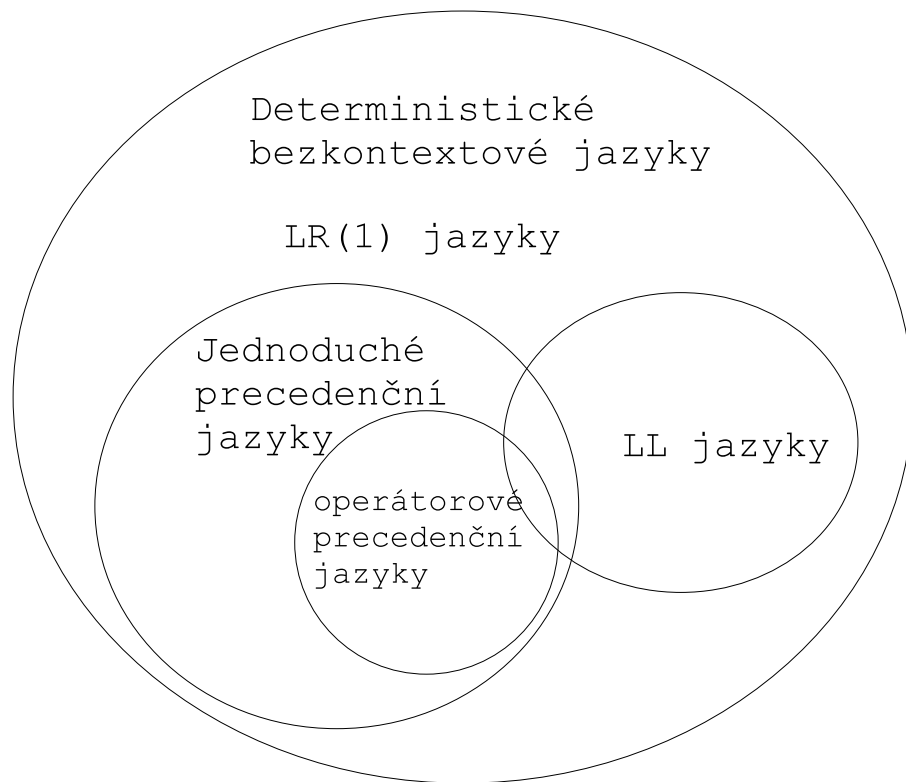 Deterministické
bezkontextové jazyky
LR(1) jazyky
Jednoduché
precedenční
jazyky
LL jazyky
operátorové
precedenční
jazyky